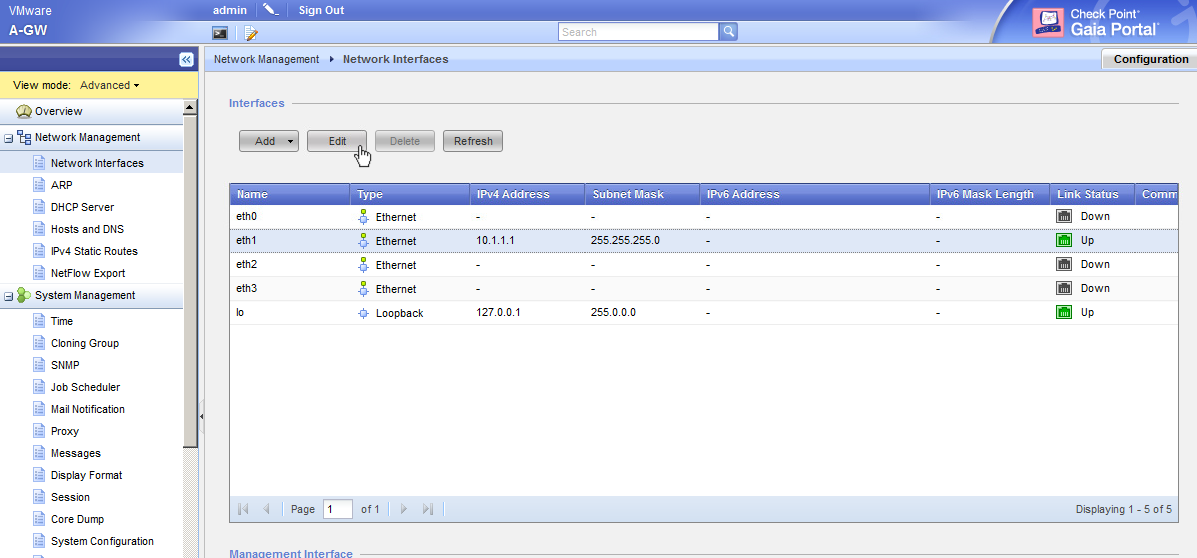 VMware
admin
Sign Out
A-GW
Search
Check Point®
Gaia Portal™
View mode: Advanced
Network Management
Network Interfaces
Configuration
Overview
Network Management
Network Interfaces
ARP
DHCP Server
Hosts and DNS
IPv4 Static Routes
NetFlow Export
System Management
Time
Cloning Group
SNMP
Job Scheduler
Mail Notification
Proxy
Messages
Display Format
Session
Core Dump
System Configuration
Interfaces
Add Edit Delete Refresh
Name Type IPv4 Address Subnet Mask IPv6 Address IPv6 Mask Length Link Status Comm
eth0 Ethernet - - - - Down
eth1 Ethernet 10.1.1.1 255.255.255.0 - - Up
eth2 Ethernet - - - - Down
eth3 Ethernet - - - - Down
lo Loopback 127.0.0.1 255.0.0.0 - - Up
Page 1 of 1
Displaying 1 - 5 of 5
Management Interface